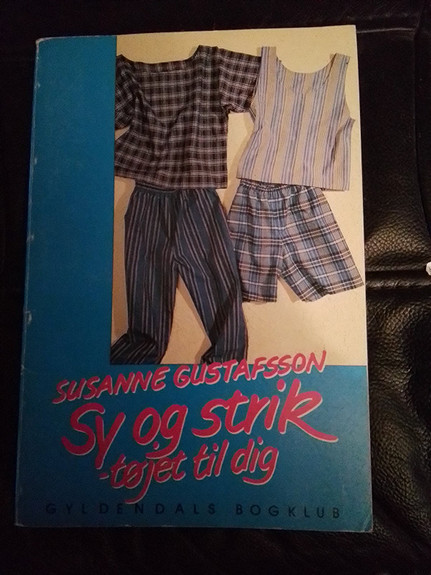 SUSANNE GUSTAFSSON
Sy og strik
-tøjet til dig
GYLDENDALS BOGKLUB